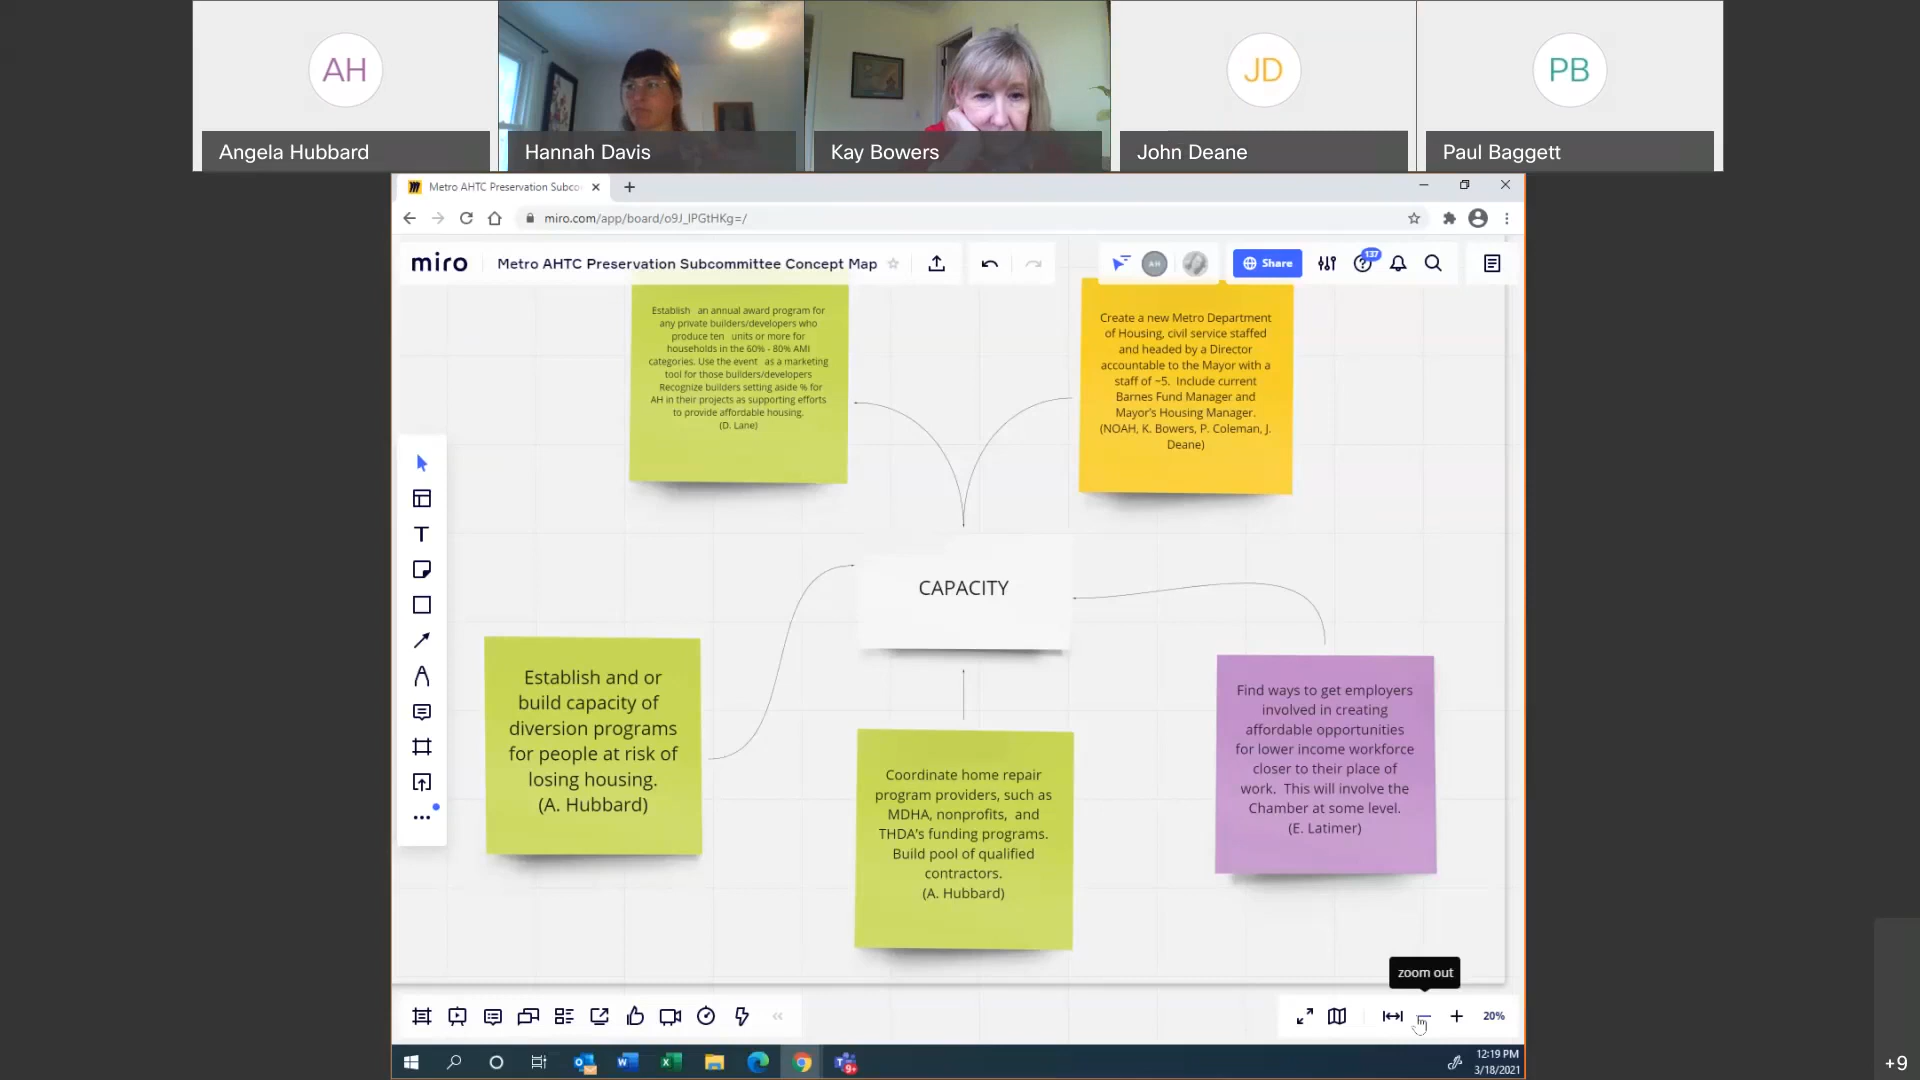 AH
JD
PB
Angela Hubbard
Hannah Davis
Kay Bowers
John Deane
Paul Baggett
Metro AHTC Preservation Subco
miro.com/app/board/o9J_lPGtHKg=/
miro
Metro AHTC Preservation Subcommittee Concept Map
AH
Share
137
Establish an annual award program for
any private builders/developers who
produce ten units or more for
households in the 60% - 80% AMI
categories. Use the event as a marketing
tool for those builders/developers
Recognize builders setting aside % for
AH in their projects as supporting efforts
to provide affordable housing.
(D. Lane)
Create a new Metro Department
of Housing, civil service staffed
and headed by a Director
accountable to the Mayor with a
staff of ~5. Include current
Barnes Fund Manager and
Mayor's Housing Manager.
(NOAH, K. Bowers, P. Coleman, J.
Deane)
CAPACITY
Establish and or
build capacity of
diversion programs
for people at risk of
losing housing.
(A. Hubbard)
Coordinate home repair
program providers, such as
MDHA, nonprofits, and
THDA's funding programs.
Build pool of qualified
contractors.
(A. Hubbard)
Find ways to get employers
involved in creating
affordable opportunities
for lower income workforce
closer to their place of
work. This will involve the
Chamber at some level.
(E. Latimer)
zoom out
20%
9+
12:19 PM
3/18/2021
+9